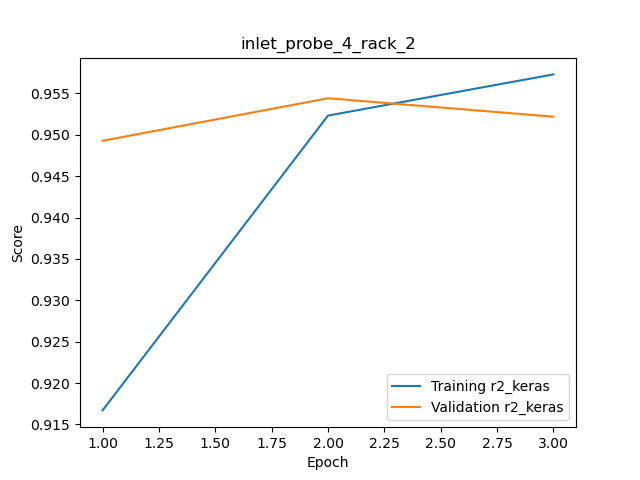 inlet_probe_4_rack_2
Score
0.955
0.950
0.945
0.940
0.935
0.930
0.925
0.920
0.915
Training r2_keras
Validation r2_keras
1.00 1.25 1.50 1.75 2.00 2.25 2.50 2.75 3.00
Epoch